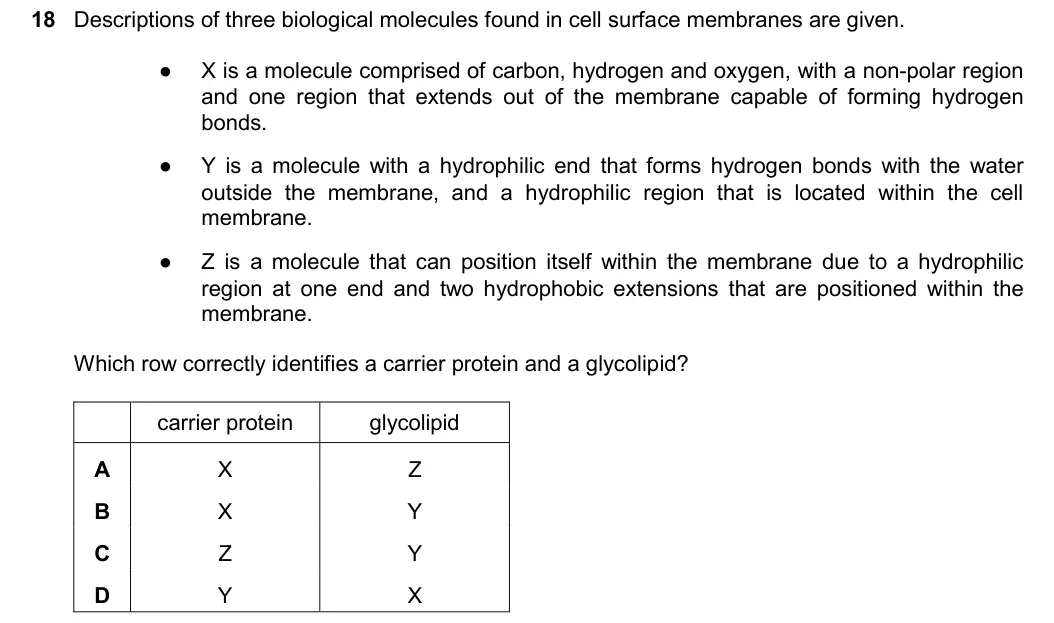 18 Descriptions of three biological molecules found in cell surface membranes are given.
● X is a molecule comprised of carbon, hydrogen and oxygen, with a non-polar region
and one region that extends out of the membrane capable of forming hydrogen
bonds.
● Y is a molecule with a hydrophilic end that forms hydrogen bonds with the water
outside the membrane, and a hydrophilic region that is located within the cell
membrane.
● Z is a molecule that can position itself within the membrane due to a hydrophilic
region at one end and two hydrophobic extensions that are positioned within the
membrane.
Which row correctly identifies a carrier protein and a glycolipid?
carrier protein glycolipid
A X Z
B X Y
C Z Y
D Y X